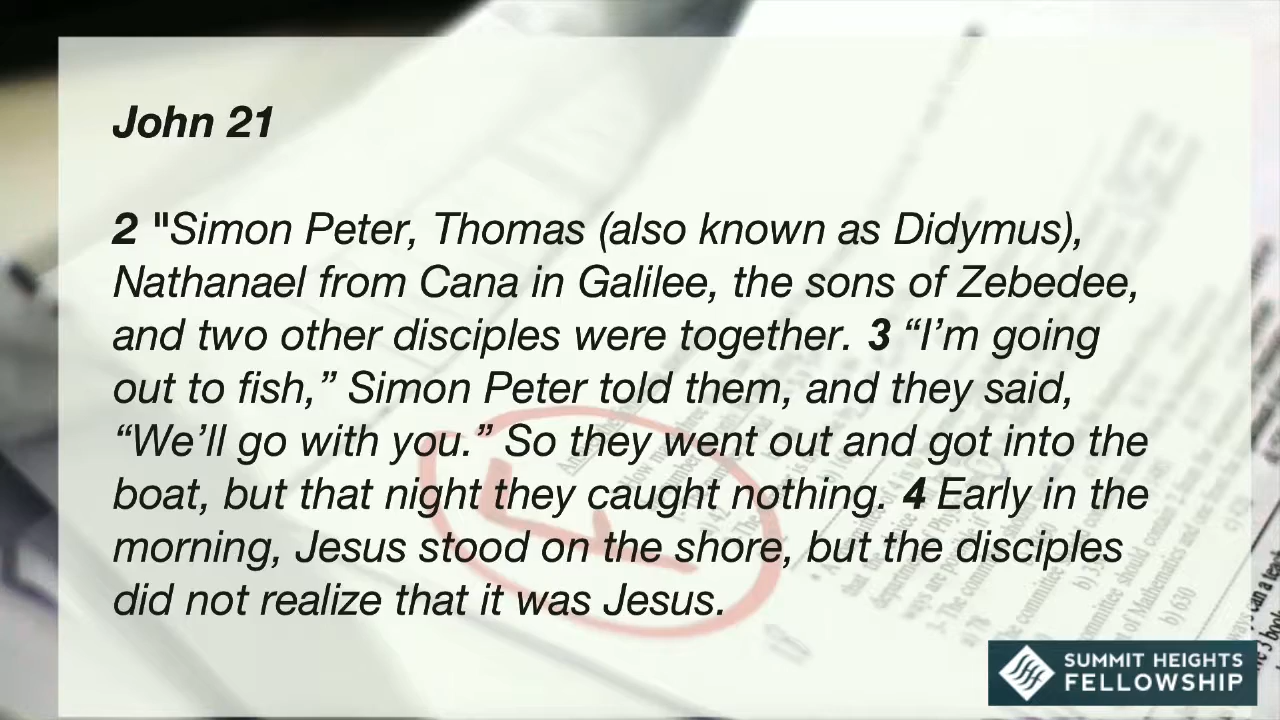 John 21
2 "Simon Peter, Thomas (also known as Didymus),
Nathanael from Cana in Galilee, the sons of Zebedee,
and two other disciples were together. 3 “I’m going
out to fish,” Simon Peter told them, and they said,
“We’ll go with you.” So they went out and got into the
boat, but that night they caught nothing. 4 Early in the
morning, Jesus stood on the shore, but the disciples
did not realize that it was Jesus.
SUMMIT HEIGHTS
FELLOWSHIP